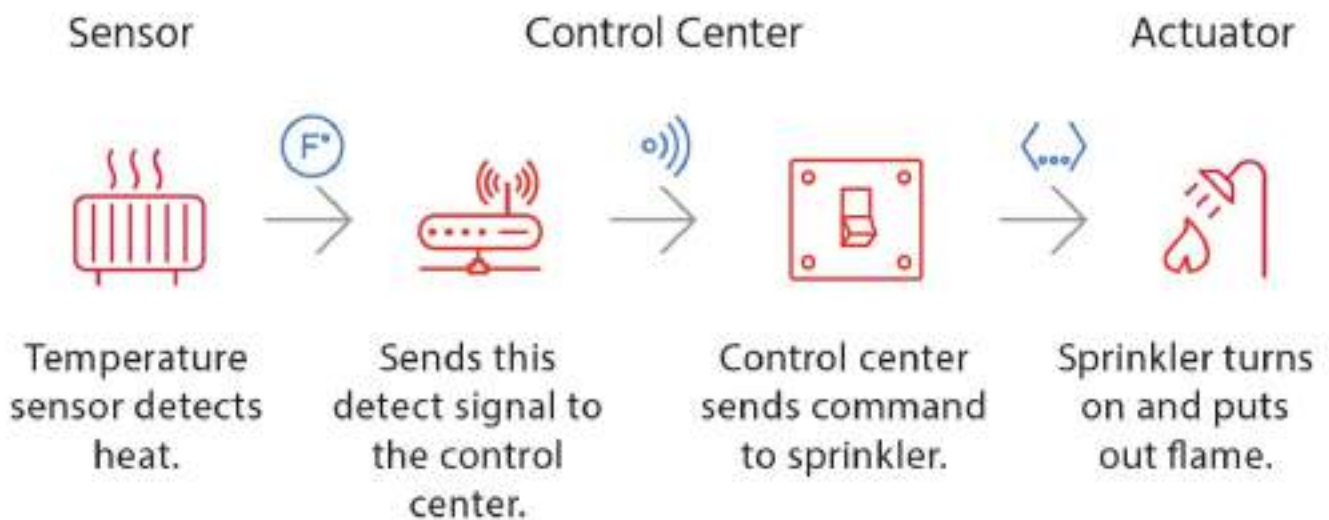 Sensor
Control Center
Actuator
F°
Temperature
sensor detects
heat.
Sends this
detect signal to
the control
center.
Control center
sends command
to sprinkler.
Sprinkler turns
on and puts
out flame.